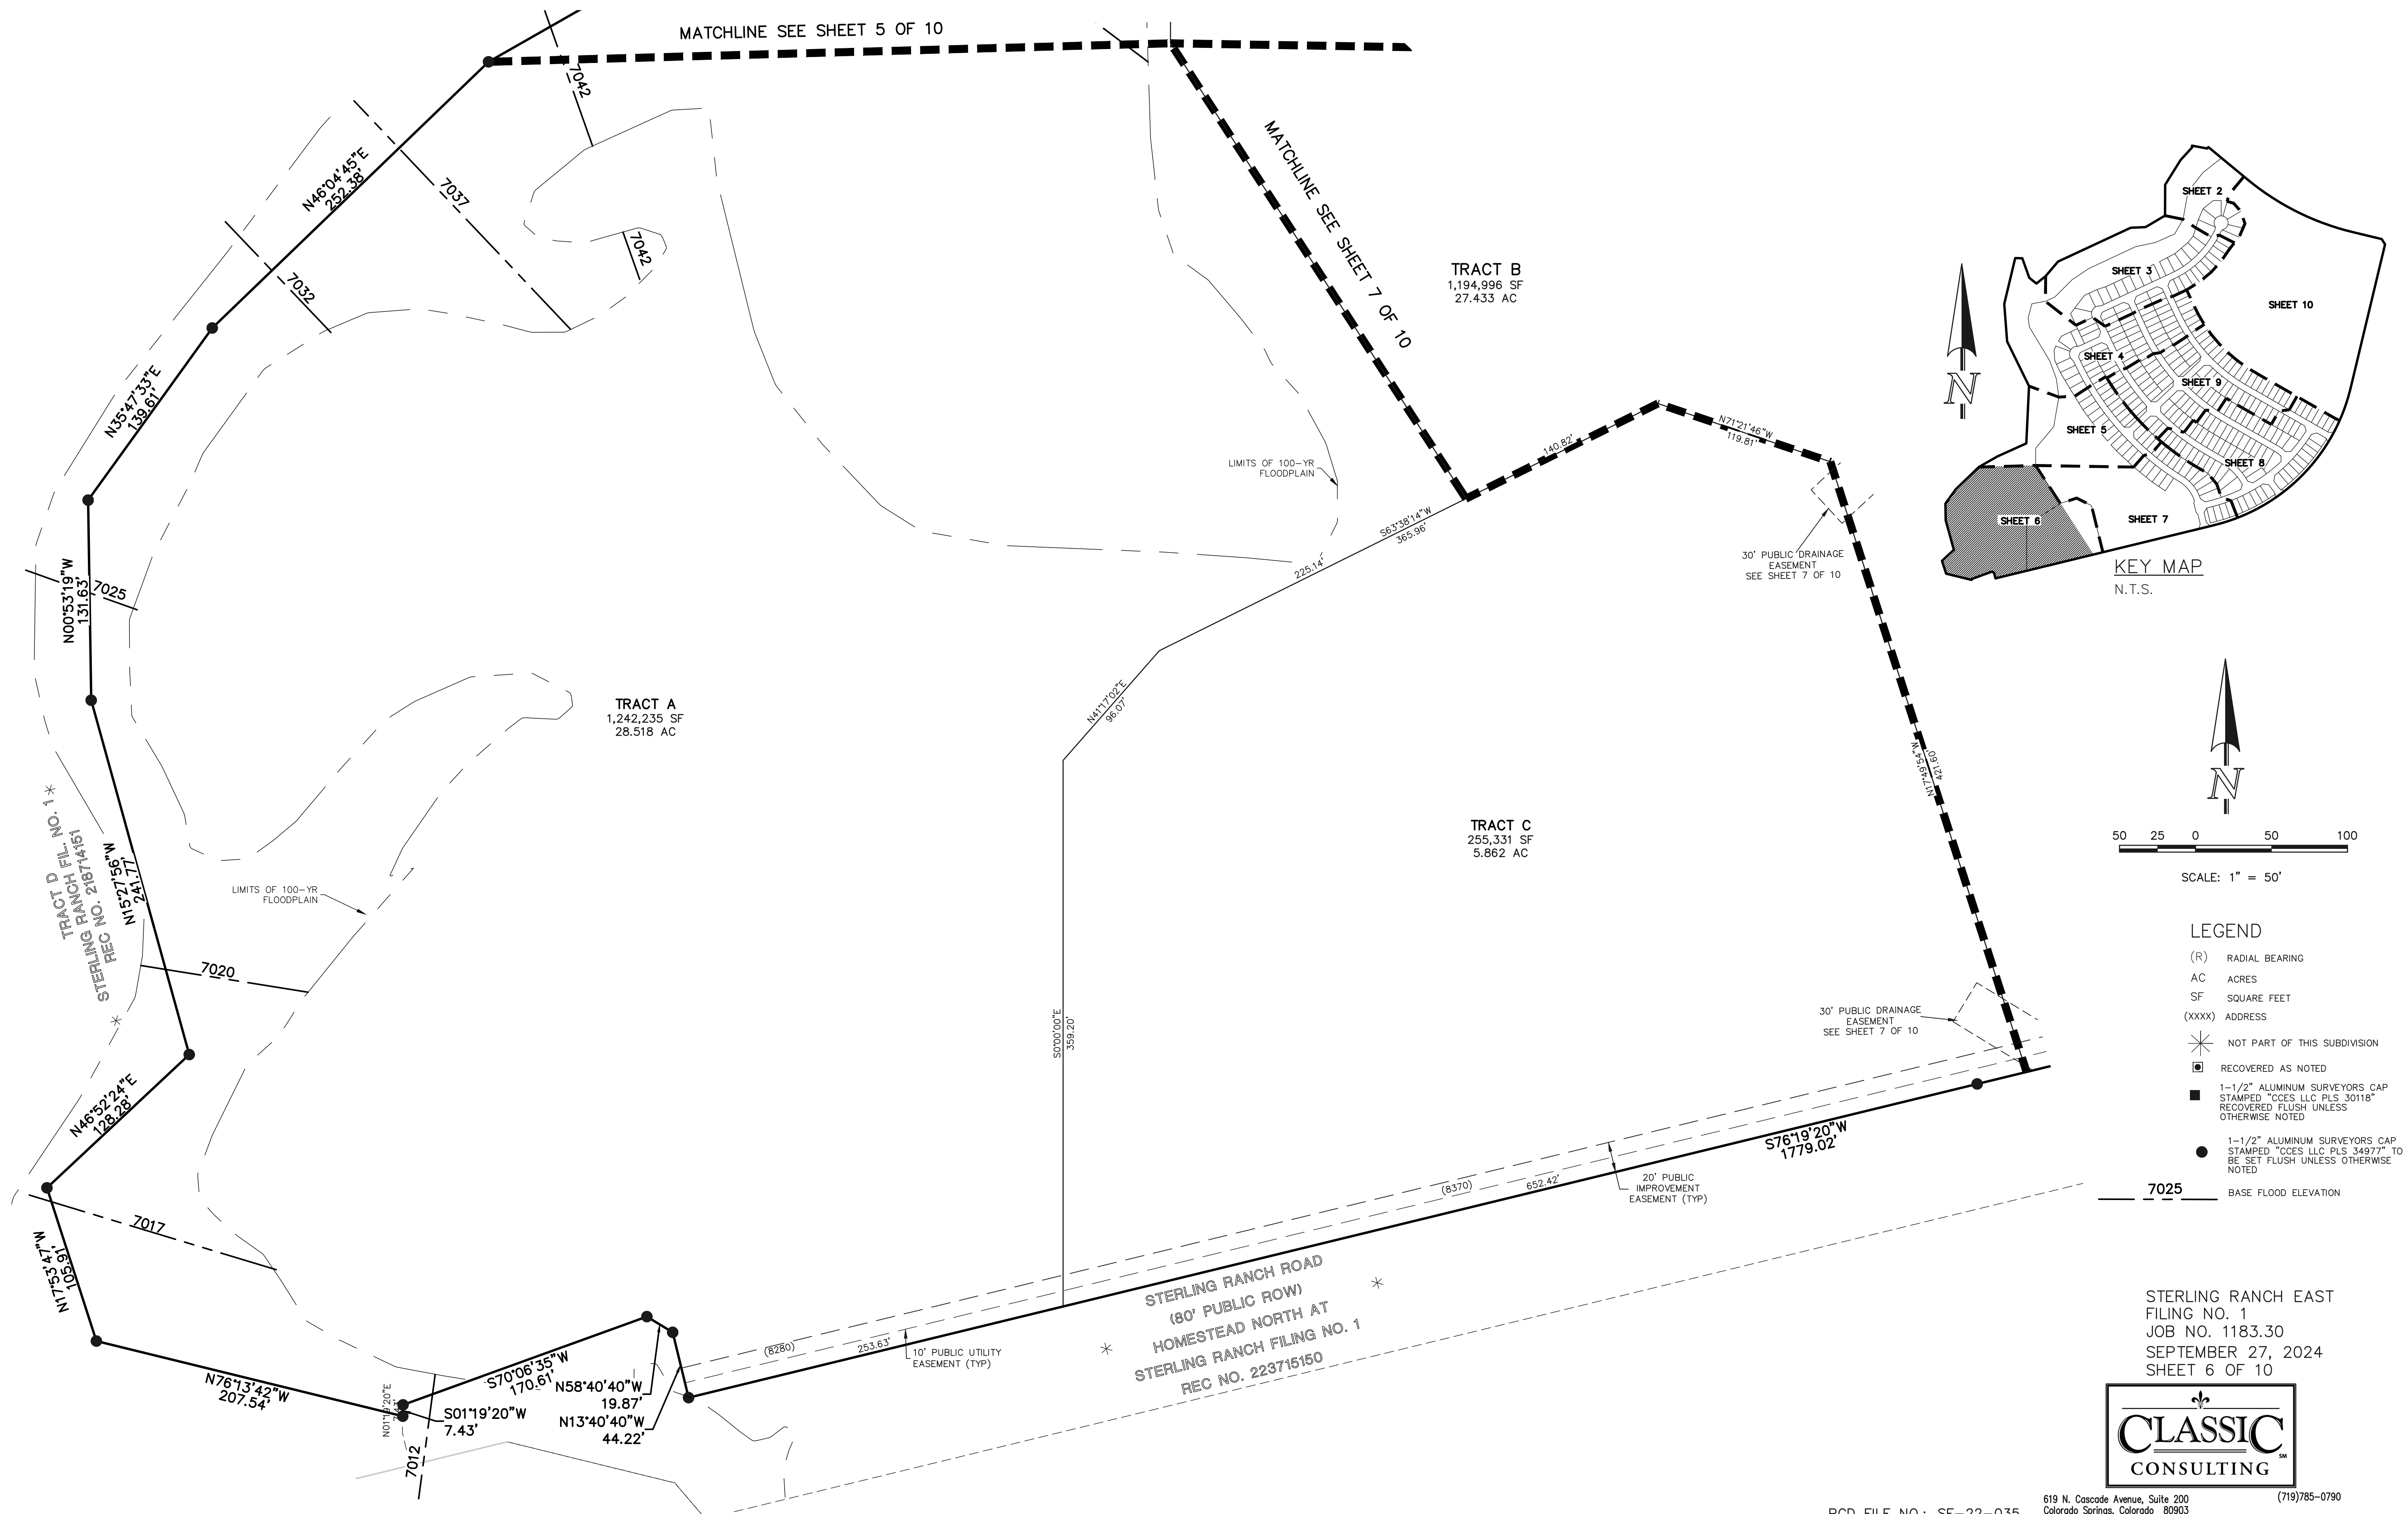 MATCHLINE SEE SHEET 5 OF 10
7042
N46°04'45"E
252.38'
7037
7042
7032
MATCHLINE SEE SHEET 7 OF 10
TRACT B
1,194,996 SF
27.433 AC
N35°47'33"E
139.61'
LIMITS OF 100-YR
FLOODPLAIN
140.82'
N71°21'46"W
119.81'
S63°38'14"W
365.96'
225.14'
30' PUBLIC DRAINAGE
EASEMENT
SEE SHEET 7 OF 10
N00°53'19"W
131.63'
7025
TRACT A
1,242,235 SF
28.518 AC
N41°17'02"E
96.07'
N17°49'54"W
421.60'
TRACT C
255,331 SF
5.862 AC
TRACT D
STERLING RANCH FIL. NO. 1
REC NO. 218714151
N15°27'56"W
241.77'
LIMITS OF 100-YR
FLOODPLAIN
7020
S0°00'00"E
359.20'
30' PUBLIC DRAINAGE
EASEMENT
SEE SHEET 7 OF 10
N46°52'24"E
128.28'
7017
N17°53'47"W
105.91'
S76°19'20"W
1779.02'
(8370)
652.42'
20' PUBLIC
IMPROVEMENT
EASEMENT (TYP)
STERLING RANCH ROAD
(80' PUBLIC ROW)
HOMESTEAD NORTH AT
STERLING RANCH FILING NO. 1
REC NO. 223715150
(8280)
253.63'
10' PUBLIC UTILITY
EASEMENT (TYP)
N76°13'42"W
207.54'
N01°19'20"E
S01°19'20"W
7.43'
7012
S70°06'35"W
170.61'
N58°40'40"W
19.87'
N13°40'40"W
44.22'
SHEET 2
SHEET 3
SHEET 10
SHEET 4
SHEET 9
SHEET 5
SHEET 8
SHEET 6
SHEET 7
N
KEY MAP
N.T.S.
N
50 25 0 50 100
SCALE: 1" = 50'
LEGEND
(R) RADIAL BEARING
AC ACRES
SF SQUARE FEET
(XXXX) ADDRESS
NOT PART OF THIS SUBDIVISION
RECOVERED AS NOTED
1-1/2" ALUMINUM SURVEYORS CAP
STAMPED "CCES LLC PLS 30118"
RECOVERED FLUSH UNLESS
OTHERWISE NOTED
1-1/2" ALUMINUM SURVEYORS CAP
STAMPED "CCES LLC PLS 34977" TO
BE SET FLUSH UNLESS OTHERWISE
NOTED
7025 BASE FLOOD ELEVATION
STERLING RANCH EAST
FILING NO. 1
JOB NO. 1183.30
SEPTEMBER 27, 2024
SHEET 6 OF 10
CLASSIC
SM
CONSULTING
619 N. Cascade Avenue, Suite 200 (719)785-0790
Colorado Springs, Colorado 80903
PCD FILE NO.: SF-22-035